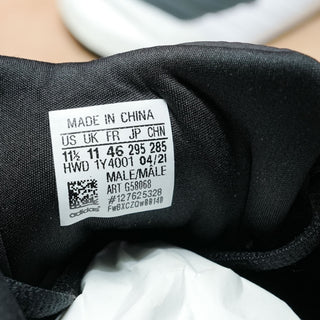 MADE IN CHINA
US UK FR JP CHN
11½ 11 46 295 285
HWD 1Y4001 04/21
MALE/MALE
ART G58068
#127625328
adidas